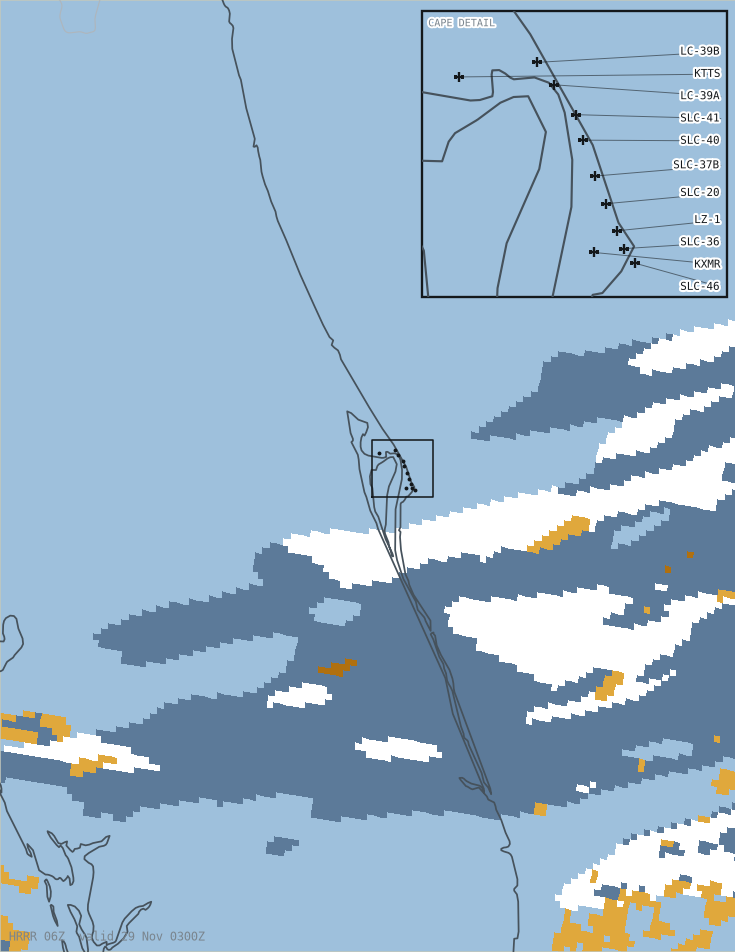 CAPE DETAIL
LC-39B
KTTS
LC-39A
SLC-41
SLC-40
SLC-37B
SLC-20
LZ-1
SLC-36
KXMR
SLC-46
HRRR 06Z valid 29 Nov 0300Z